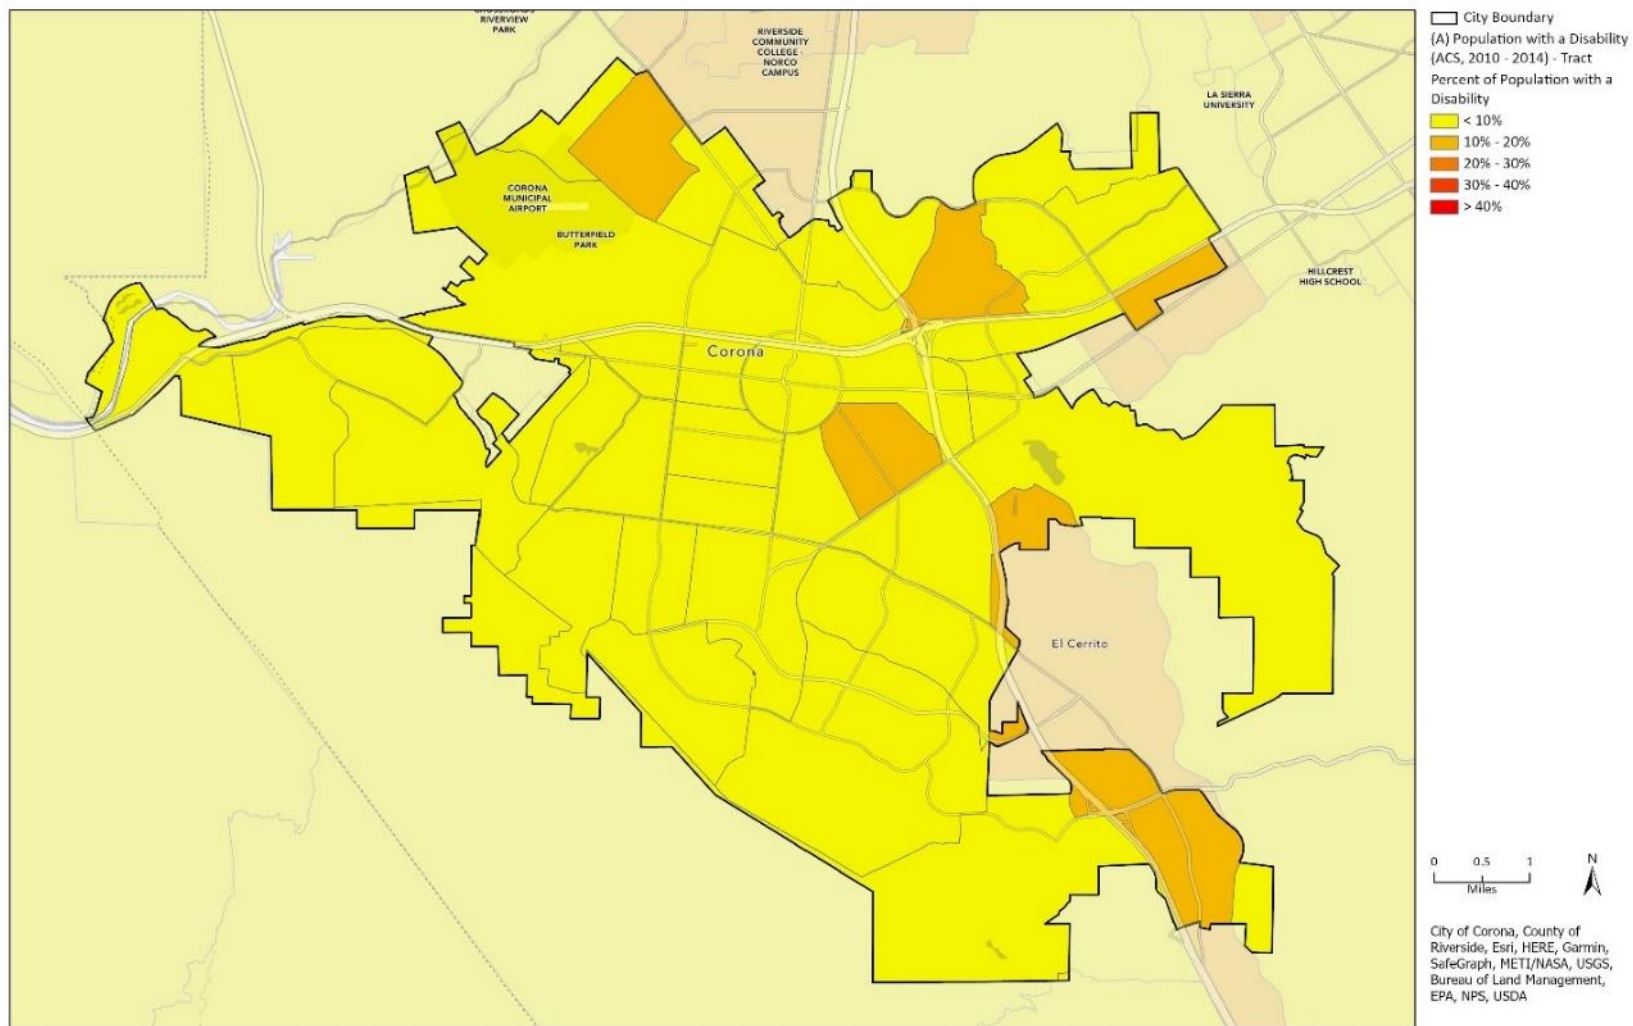 RIVERVIEW
PARK
RIVERSIDE
COMMUNITY
COLLEGE -
NORCO
CAMPUS
LA SIERRA
UNIVERSITY
CORONA
MUNICIPAL
AIRPORT
BUTTERFIELD
PARK
HILLCREST
HIGH SCHOOL
Corona
El Cerrito
City Boundary
(A) Population with a Disability
(ACS, 2010 - 2014) - Tract
Percent of Population with a
Disability
< 10%
10% - 20%
20% - 30%
30% - 40%
> 40%
0 0.5 1
Miles
N
City of Corona, County of
Riverside, Esri, HERE, Garmin,
SafeGraph, METI/NASA, USGS,
Bureau of Land Management,
EPA, NPS, USDA